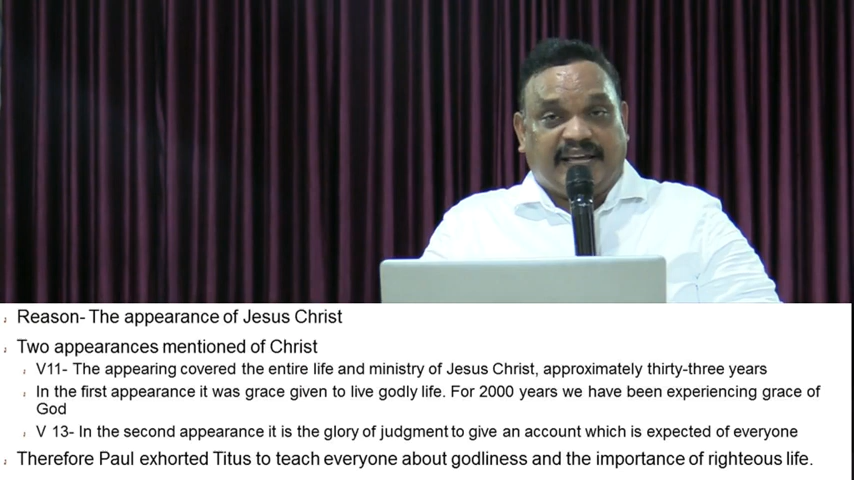 Reason- The appearance of Jesus Christ
Two appearances mentioned of Christ
V11- The appearing covered the entire life and ministry of Jesus Christ, approximately thirty-three years
In the first appearance it was grace given to live godly life. For 2000 years we have been experiencing grace of
God
V 13- In the second appearance it is the glory of judgment to give an account which is expected of everyone
Therefore Paul exhorted Titus to teach everyone about godliness and the importance of righteous life.